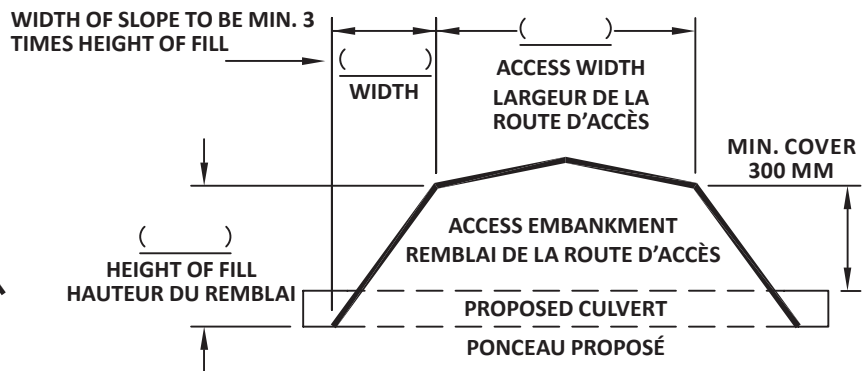 WIDTH OF SLOPE TO BE MIN. 3
TIMES HEIGHT OF FILL
(          )
WIDTH
(          )
ACCESS WIDTH
LARGEUR DE LA
ROUTE D'ACCÈS
MIN. COVER
300 MM
(          )
HEIGHT OF FILL
HAUTEUR DU REMBLAI
ACCESS EMBANKMENT
REMBLAI DE LA ROUTE D'ACCÈS
PROPOSED CULVERT
PONCEAU PROPOSÉ